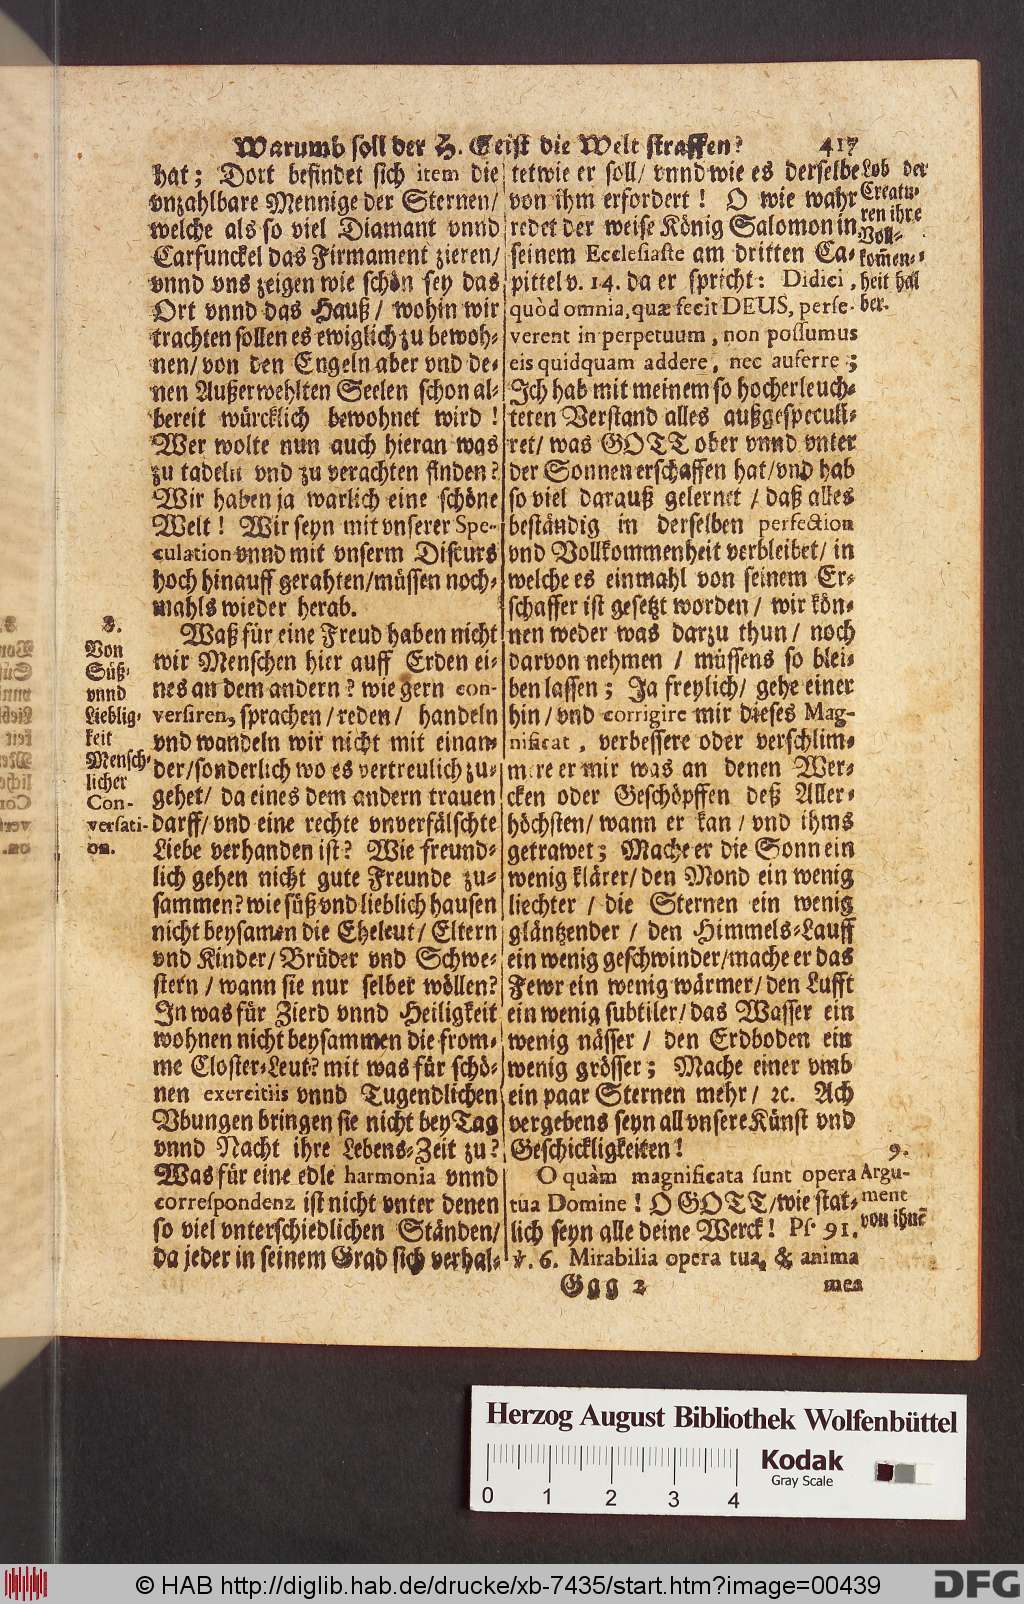 Warumb soll der H. Geist die Welt straffen? 417
hat; Dort befindet sich item die
vnzahlbare Mennige der Sternen/
welche als so viel Diamant vnnd
Carfunckel das Firmament zieren/
vnnd vns zeigen wie schön sey das
Ort vnnd das Hauß/ wohin wir
trachten sollen es ewiglich zu bewoh-
nen/ von den Engeln aber vnd de-
nen Außerwehlten Seelen schon al-
bereit würcklich bewohnet wird!
Wer wolte nun auch hieran was
zu tadeln vnd zu verachten finden?
Wir haben ja warlich eine schöne
Welt! Wir seyn mit vnserer Spe-
culation vnnd mit vnserm Discurs
hoch hinauff gerahten/ müssen noch-
mahls wieder herab.
Waß für eine Freud haben nicht
wir Menschen hier auff Erden ei-
nes an dem andern? wie gern con-
versiren, sprachen/ reden/ handeln
vnd wandeln wir nicht mit einan-
der/ sonderlich wo es vertreulich zu-
gehet/ da eines dem andern trauen
darff/ vnd eine rechte vnverfälschte
Liebe verhanden ist? Wie freund-
lich gehen nicht gute Freunde zu-
sammen? wie süß vnd lieblich hausen
nicht beysamen die Eheleut/ Eltern
vnd Kinder/ Brüder vnd Schwe-
stern/ wann sie nur selber wöllen?
In was für Zierd vnnd Heiligkeit
wohnen nicht beysammen die from-
me Closter-Leut? mit was für schö-
nen exercitiis vnnd Tugendlichen
Vbungen bringen sie nicht bey Tag
vnnd Nacht ihre Lebens-Zeit zu?
Was für eine edle harmonia vnnd
correspondenz ist nicht vnter denen
so viel vnterschiedlichen Ständen/
da jeder in seinem Grad sich verhal-
8.
Von
Süß-
vnnd
Lieblig-
keit
Mensch-
licher
Con-
versati-
on.
tet wie er soll/ vnnd wie es derselbe
von ihm erfordert! O wie wahr
redet der weiße König Salomon in
seinem Ecclesiaste am dritten Ca-
pittel v. 14. da er spricht: Didici,
quòd omnia, quæ fecit DEUS, perse-
verent in perpetuum, non possumus
eis quidquam addere, nec auferre;
Ich hab mit meinem so hocherleuch-
teten Verstand alles außgespeculi-
ret/ was GOTT ober vnnd vnter
der Sonnen erschaffen hat/ vnd hab
so viel darauß gelernet/ daß alles
beständig in derselben perfection
vnd Vollkommenheit verbleibet/ in
welche es einmahl von seinem Er-
schaffer ist gesetzt worden/ wir kön-
nen weder was darzu thun/ noch
darvon nehmen/ müssens so blei-
ben lassen; Ja freylich/ gehe einer
hin/ vnd corrigire mir dieses Mag-
nificat, verbessere oder verschlim-
mere er mir was an denen Wer-
cken oder Geschöpffen deß Aller-
höchsten/ wann er kan/ vnd ihms
getrawet; Mache er die Sonn ein
wenig klärer/ den Mond ein wenig
liechter/ die Sternen ein wenig
gläntzender/ den Himmels-Lauff
ein wenig geschwinder/ mache er das
Fewr ein wenig wärmer/ den Lufft
ein wenig subtiler/ das Wasser ein
wenig nässer/ den Erdboden ein
wenig grösser; Mache einer vmb
ein paar Sternen mehr/ ꝛc. Ach
vergebens seyn all vnsere Künst vnd
Geschickligkeiten!
O quàm magnificata sunt opera
tua Domine! O GOTT/ wie statt-
lich seyn alle deine Werck! Ps. 91.
℣. 6. Mirabilia opera tua, & anima
Lob der
Creatu-
ren ihre
Voll-
kom̃en-
heit hal-
ber.
9.
Argu-
ment
von ihnē
Ggg 2 mea
Herzog August Bibliothek Wolfenbüttel
Kodak
Gray Scale
0 1 2 3 4
© HAB http://diglib.hab.de/drucke/xb-7435/start.htm?image=00439
DFG